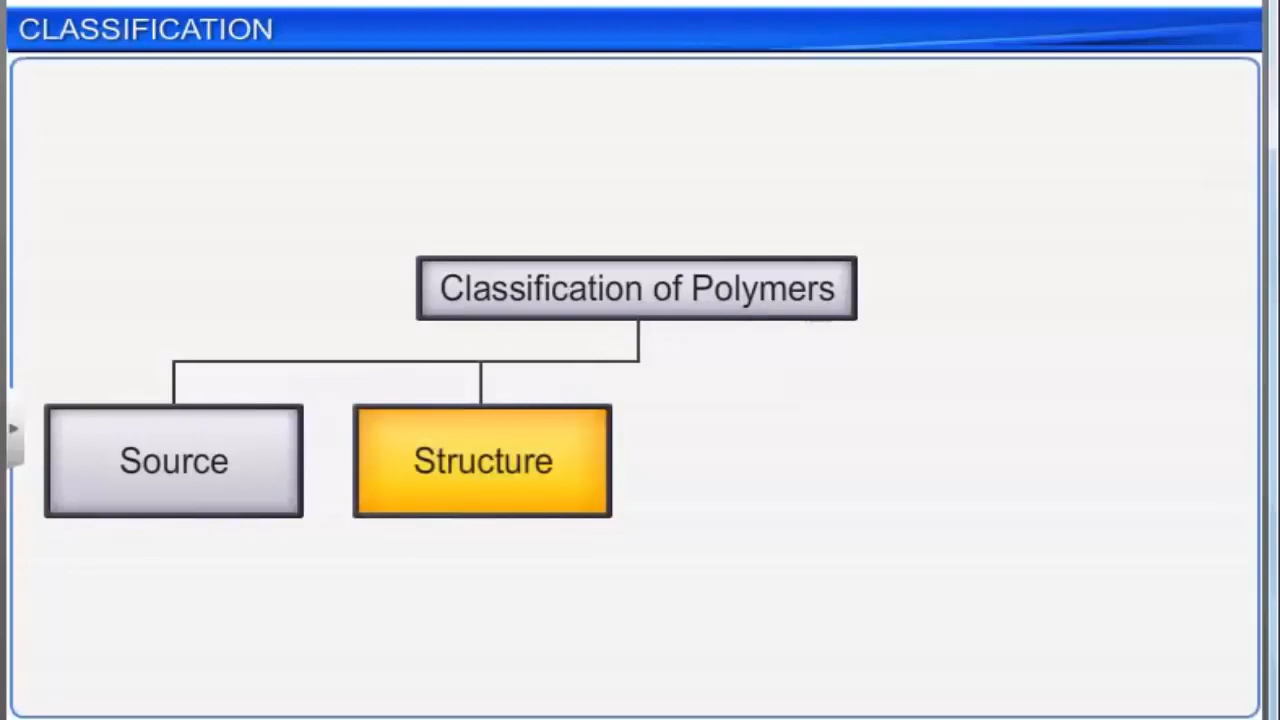 CLASSIFICATION
Classification of Polymers
Source
Structure